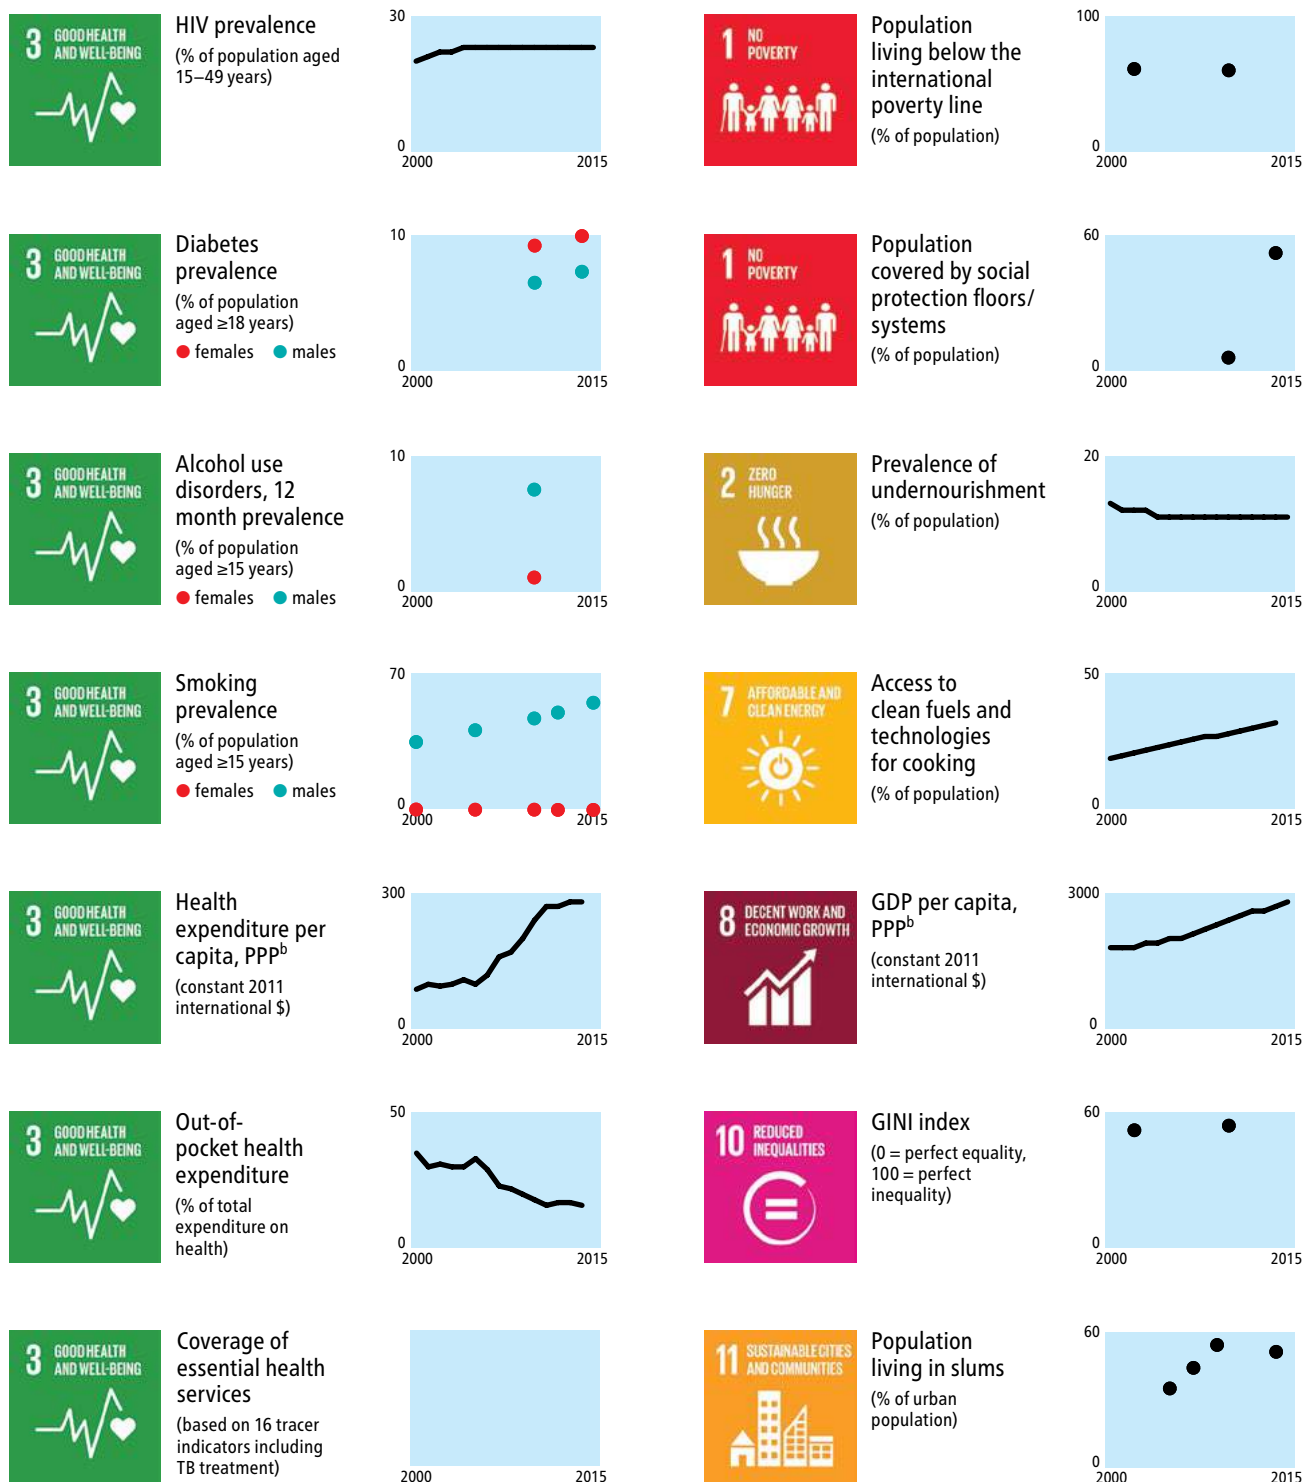 3 GOOD HEALTH
AND WELL-BEING
HIV prevalence
(% of population aged
15–49 years)
30
0
2000 2015
1 NO
POVERTY
Population
living below the
international
poverty line
(% of population)
100
0
2000 2015
3 GOOD HEALTH
AND WELL-BEING
Diabetes
prevalence
(% of population
aged ≥18 years)
females males
10
0
2000 2015
1 NO
POVERTY
Population
covered by social
protection floors/
systems
(% of population)
60
0
2000 2015
3 GOOD HEALTH
AND WELL-BEING
Alcohol use
disorders, 12
month prevalence
(% of population
aged ≥15 years)
females males
10
0
2000 2015
2 ZERO
HUNGER
Prevalence of
undernourishment
(% of population)
20
0
2000 2015
3 GOOD HEALTH
AND WELL-BEING
Smoking
prevalence
(% of population
aged ≥15 years)
females males
70
0
2000 2015
7 AFFORDABLE AND
CLEAN ENERGY
Access to
clean fuels and
technologies
for cooking
(% of population)
50
0
2000 2015
3 GOOD HEALTH
AND WELL-BEING
Health
expenditure per
capita, PPPᵇ
(constant 2011
international $)
300
0
2000 2015
8 DECENT WORK AND
ECONOMIC GROWTH
GDP per capita,
PPPᵇ
(constant 2011
international $)
3000
0
2000 2015
3 GOOD HEALTH
AND WELL-BEING
Out-of-
pocket health
expenditure
(% of total
expenditure on
health)
50
0
2000 2015
10 REDUCED
INEQUALITIES
GINI index
(0 = perfect equality,
100 = perfect
inequality)
60
0
2000 2015
3 GOOD HEALTH
AND WELL-BEING
Coverage of
essential health
services
(based on 16 tracer
indicators including
TB treatment)
2000 2015
11 SUSTAINABLE CITIES
AND COMMUNITIES
Population
living in slums
(% of urban
population)
60
0
2000 2015